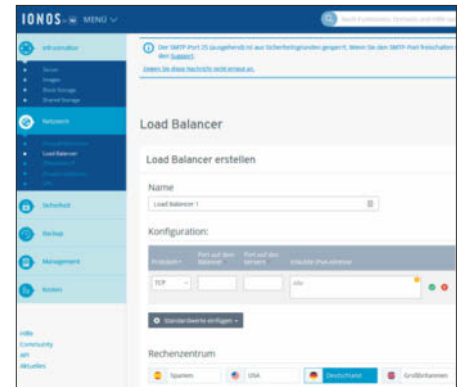 IONOS
MENÜ
Infrastruktur
Server
Images
Block Storage
Shared Storage
Netzwerk
Load Balancer
Sicherheit
Backup
Management
Kosten
Hilfe
Community
API
Aktuelles
Der SMTP-Port 25 (ausgehend) ist aus Sicherheitsgründen gesperrt. Wenn Sie den SMTP-Port freischalten
den Support.
Zeigen Sie diese Nachricht nicht erneut an.
Load Balancer
Load Balancer erstellen
Name
Load Balancer 1
Konfiguration:
Protokoll
Port auf dem Balancer
Port auf den Servern
Erlaubte IPv4-Adresse
TCP
Alle
Standardwerte einfügen
Rechenzentrum
Spanien
USA
Deutschland
Großbritannien